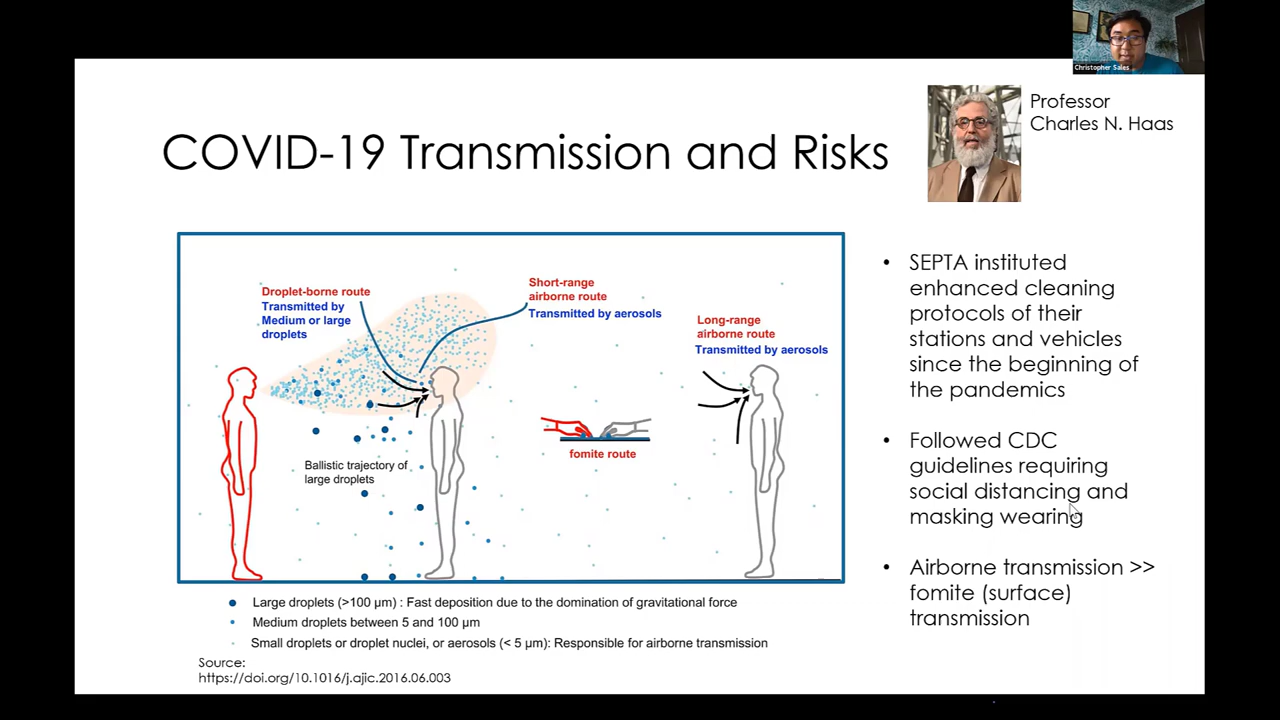 Christopher Sales
Professor
Charles N. Haas
COVID-19 Transmission and Risks
Droplet-borne route
Transmitted by
Medium or large
droplets
Short-range
airborne route
Transmitted by aerosols
Long-range
airborne route
Transmitted by aerosols
Ballistic trajectory of
large droplets
fomite route
Large droplets (>100 µm) : Fast deposition due to the domination of gravitational force
Medium droplets between 5 and 100 µm
Small droplets or droplet nuclei, or aerosols (< 5 µm): Responsible for airborne transmission
Source:
https://doi.org/10.1016/j.ajic.2016.06.003
• SEPTA instituted
enhanced cleaning
protocols of their
stations and vehicles
since the beginning of
the pandemics
• Followed CDC
guidelines requiring
social distancing and
masking wearing
• Airborne transmission >>
fomite (surface)
transmission